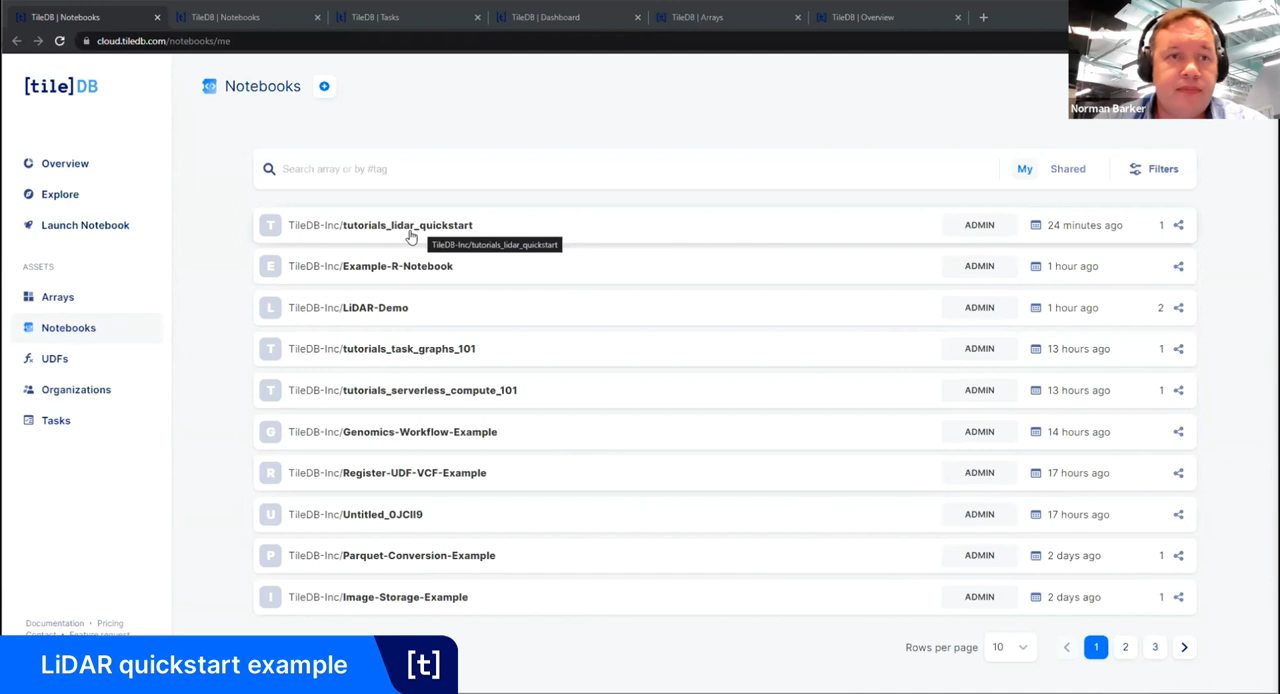 TileDB | Notebooks
TileDB | Notebooks
TileDB | Tasks
TileDB | Dashboard
TileDB | Arrays
TileDB | Overview
cloud.tiledb.com/notebooks/me
Norman Barker
[tile]DB
Notebooks
Search array or by #tag
My
Shared
Filters
Overview
Explore
Launch Notebook
ASSETS
Arrays
Notebooks
UDFs
Organizations
Tasks
T TileDB-Inc/tutorials_lidar_quickstart ADMIN 24 minutes ago 1
TileDB-Inc/tutorials_lidar_quickstart
E TileDB-Inc/Example-R-Notebook ADMIN 1 hour ago
L TileDB-Inc/LiDAR-Demo ADMIN 1 hour ago 2
T TileDB-Inc/tutorials_task_graphs_101 ADMIN 13 hours ago 1
T TileDB-Inc/tutorials_serverless_compute_101 ADMIN 13 hours ago 1
G TileDB-Inc/Genomics-Workflow-Example ADMIN 14 hours ago
R TileDB-Inc/Register-UDF-VCF-Example ADMIN 17 hours ago
U TileDB-Inc/Untitled_0JCII9 ADMIN 17 hours ago
P TileDB-Inc/Parquet-Conversion-Example ADMIN 2 days ago 1
I TileDB-Inc/Image-Storage-Example ADMIN 2 days ago 1
Documentation · Pricing
Contact · Feature request
Rows per page 10 1 2 3
LiDAR quickstart example [t]